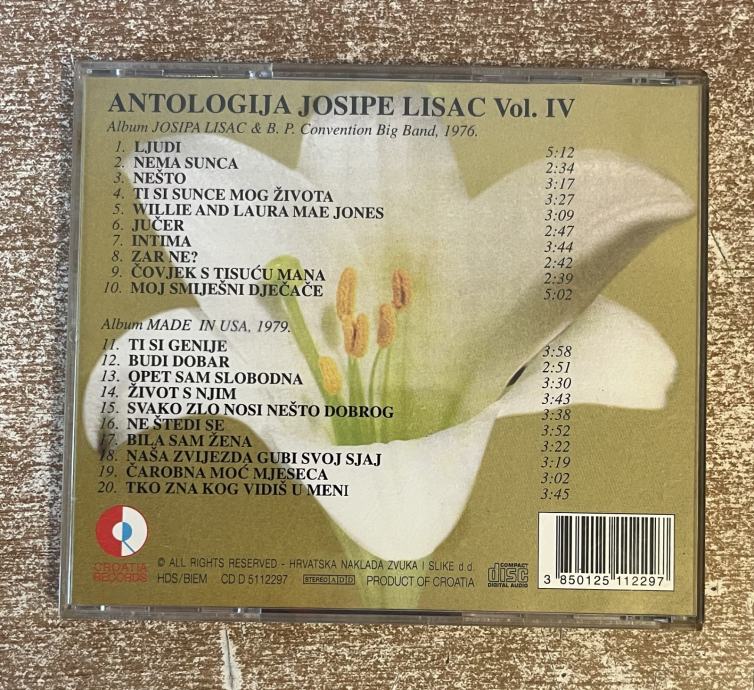 ANTOLOGIJA JOSIPE LISAC Vol. IV
Album JOSIPA LISAC & B. P. Convention Big Band, 1976.
1. LJUDI 5:12
2. NEMA SUNCA 2:34
3. NEŠTO 3:17
4. TI SI SUNCE MOG ŽIVOTA 3:27
5. WILLIE AND LAURA MAE JONES 3:09
6. JUČER 2:47
7. INTIMA 3:44
8. ZAR NE? 2:42
9. ČOVJEK S TISUĆU MANA 2:39
10. MOJ SMIJEŠNI DJEČAČE 5:02
Album MADE IN USA, 1979.
11. TI SI GENIJE 3:58
12. BUDI DOBAR 2:51
13. OPET SAM SLOBODNA 3:30
14. ŽIVOT S NJIM 3:43
15. SVAKO ZLO NOSI NEŠTO DOBROG 3:38
16. NE ŠTEDI SE 3:52
17. BILA SAM ŽENA 3:22
18. NAŠA ZVIJEZDA GUBI SVOJ SJAJ 3:19
19. ČAROBNA MOĆ MJESECA 3:02
20. TKO ZNA KOG VIDIŠ U MENI 3:45
CROATIA
RECORDS
© ALL RIGHTS RESERVED - HRVATSKA NAKLADA ZVUKA I SLIKE d.d.
HDS/BIEM CD D 5112297 STEREO ADD PRODUCT OF CROATIA
COMPACT
disc
DIGITAL AUDIO
3 850125 112297